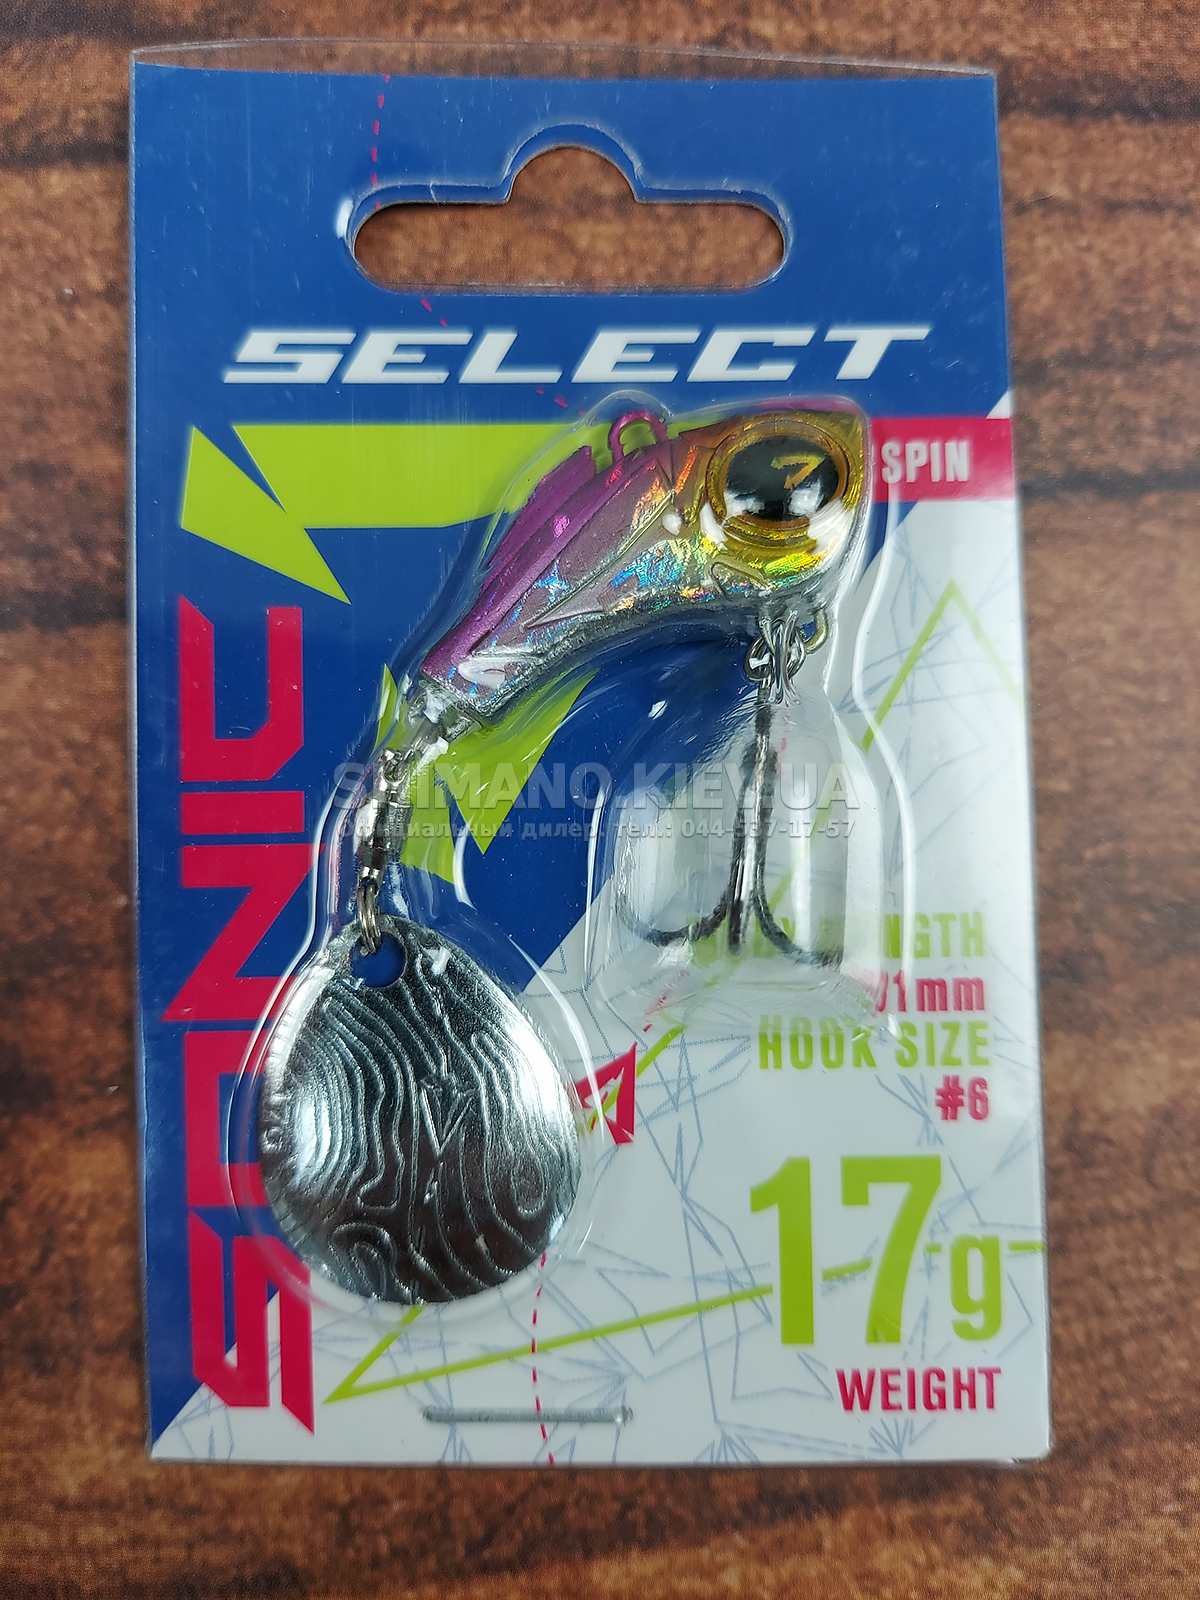 SELECT
SPIN
SONIC
SHIMANO.KIEV.UA
Официальный дилер. тел.: 044-537-17-57
HOOK SIZE
#6
17g
WEIGHT